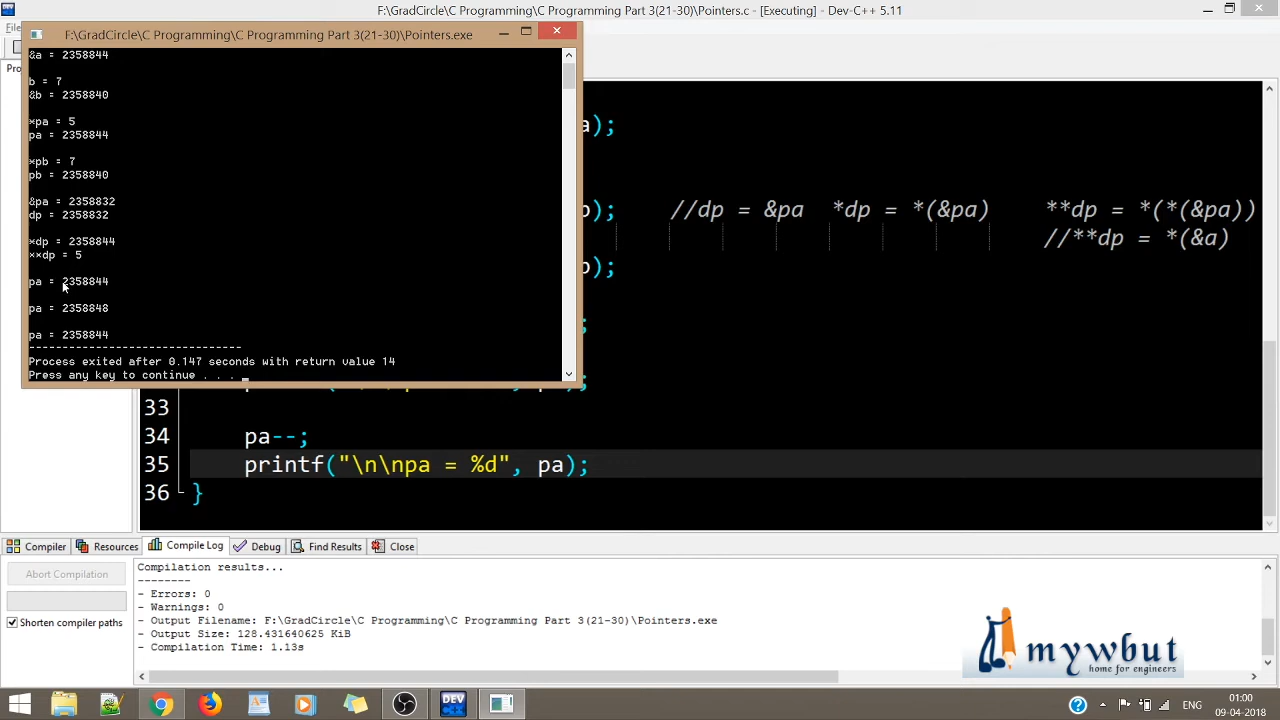 F:\GradCircle\C Programming\C Programming Part 3(21-30)\Pointers.c - [Executing] - Dev-C++ 5.11
F:\GradCircle\C Programming\C Programming Part 3(21-30)\Pointers.exe
&a = 2358844
b = 7
&b = 2358840
*pa = 5
pa = 2358844
*pb = 7
pb = 2358840
&pa = 2358832
dp = 2358832
*dp = 2358844
**dp = 5
pa = 2358844
pa = 2358848
pa = 2358844
--------------------------------
Process exited after 0.147 seconds with return value 14
Press any key to continue . . .
a);
//dp = &pa *dp = *(&pa) **dp = *(*(&pa))
//**dp = *(&a)
33
34 pa--;
35 printf("\n\npa = %d", pa);
36 }
Compiler Resources Compile Log Debug Find Results Close
Abort Compilation
Shorten compiler paths
Compilation results...
--------
- Errors: 0
- Warnings: 0
- Output Filename: F:\GradCircle\C Programming\C Programming Part 3(21-30)\Pointers.exe
- Output Size: 128.431640625 KiB
- Compilation Time: 1.13s
mywbut
home for engineers
DEV
ENG
01:00
09-04-2018